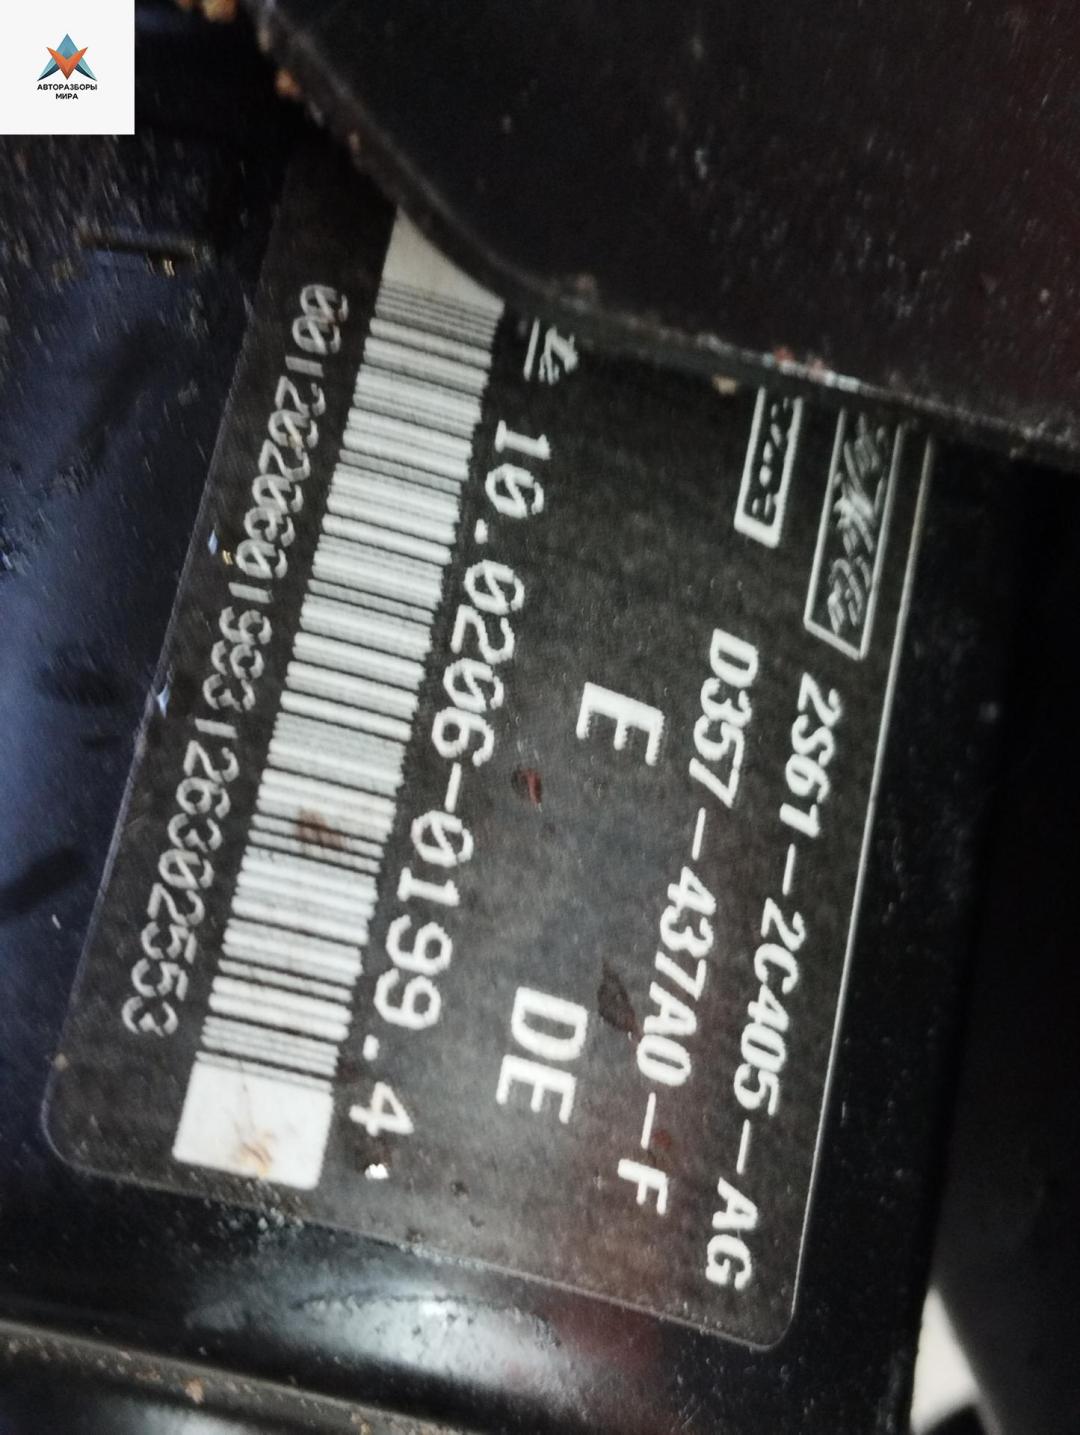 АВТОРАЗБОРЫ
МИРА
2S61-2C405-AG
D357-437A0-F
E DE
10.0206-0199.4